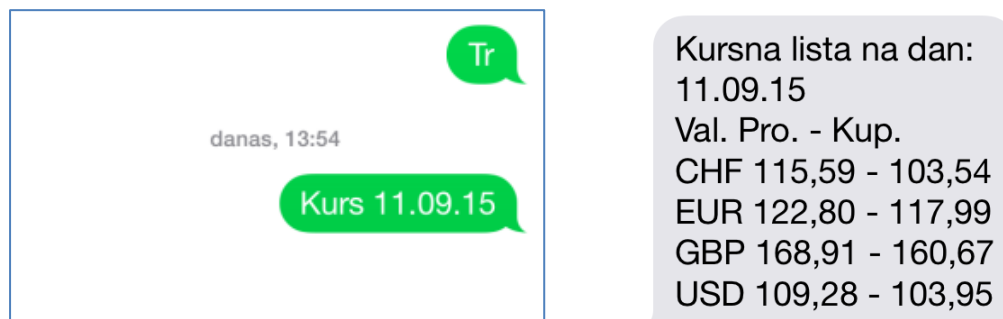 Tr
danas, 13:54
Kurs 11.09.15
Kursna lista na dan:
11.09.15
Val. Pro. - Kup.
CHF 115,59 - 103,54
EUR 122,80 - 117,99
GBP 168,91 - 160,67
USD 109,28 - 103,95